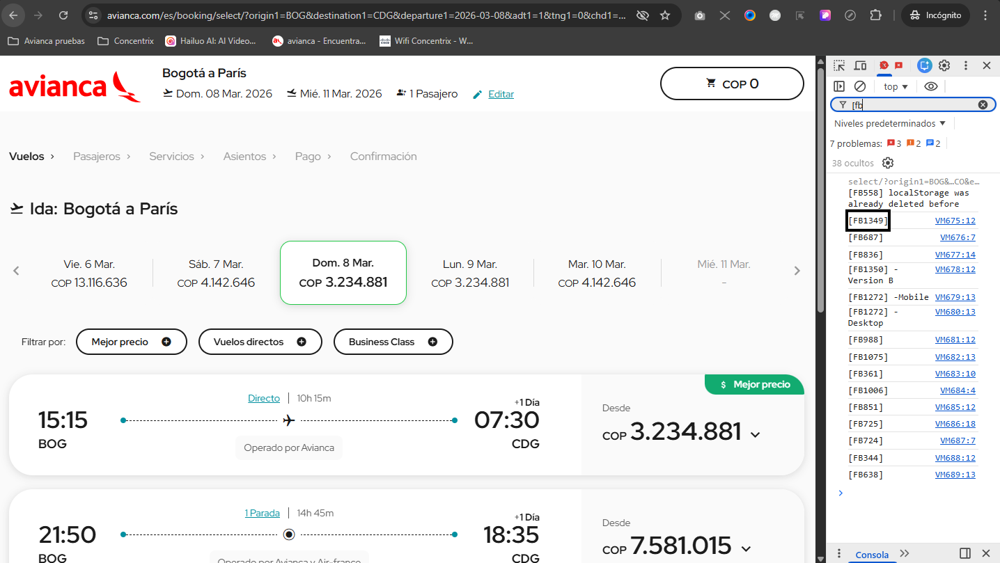 avianca.com/es/booking/select/?origin1=BOG&destination1=CDG&departure1=2026-03-08&adt1=1&tng1=0&chd1=...
Incógnito
Avianca pruebas
Concentrix
Hailuo AI: AI Video...
avianca - Encuentra...
Wifi Concentrix - W...
avianca
Bogotá a París
Dom. 08 Mar. 2026
Mié. 11 Mar. 2026
1 Pasajero
Editar
COP 0
Vuelos ›
Pasajeros ›
Servicios ›
Asientos ›
Pago ›
Confirmación
Ida: Bogotá a París
Vie. 6 Mar.
COP 13.116.636
Sáb. 7 Mar.
COP 4.142.646
Dom. 8 Mar.
COP 3.234.881
Lun. 9 Mar.
COP 3.234.881
Mar. 10 Mar.
COP 4.142.646
Mié. 11 Mar.
-
Filtrar por:
Mejor precio
Vuelos directos
Business Class
$ Mejor precio
Directo | 10h 15m
15:15
BOG
Operado por Avianca
+1 Día
07:30
CDG
Desde
COP 3.234.881
1 Parada | 14h 45m
21:50
BOG
Operado por Avianca y Air-france
+1 Día
18:35
CDG
Desde
COP 7.581.015
top
[fb
Niveles predeterminados
7 problemas: 3 2 2
38 ocultos
select/?origin1=BOG&…CO&e…
[FB558] localStorage was
already deleted before
[FB1349] VM675:12
[FB687] VM676:7
[FB836] VM677:14
[FB1350] - VM678:12
Version B
[FB1272] -Mobile VM679:13
[FB1272] - VM680:13
Desktop
[FB988] VM681:12
[FB1075] VM682:13
[FB361] VM683:10
[FB1006] VM684:4
[FB851] VM685:12
[FB725] VM686:18
[FB724] VM687:7
[FB344] VM688:12
[FB638] VM689:13
Consola